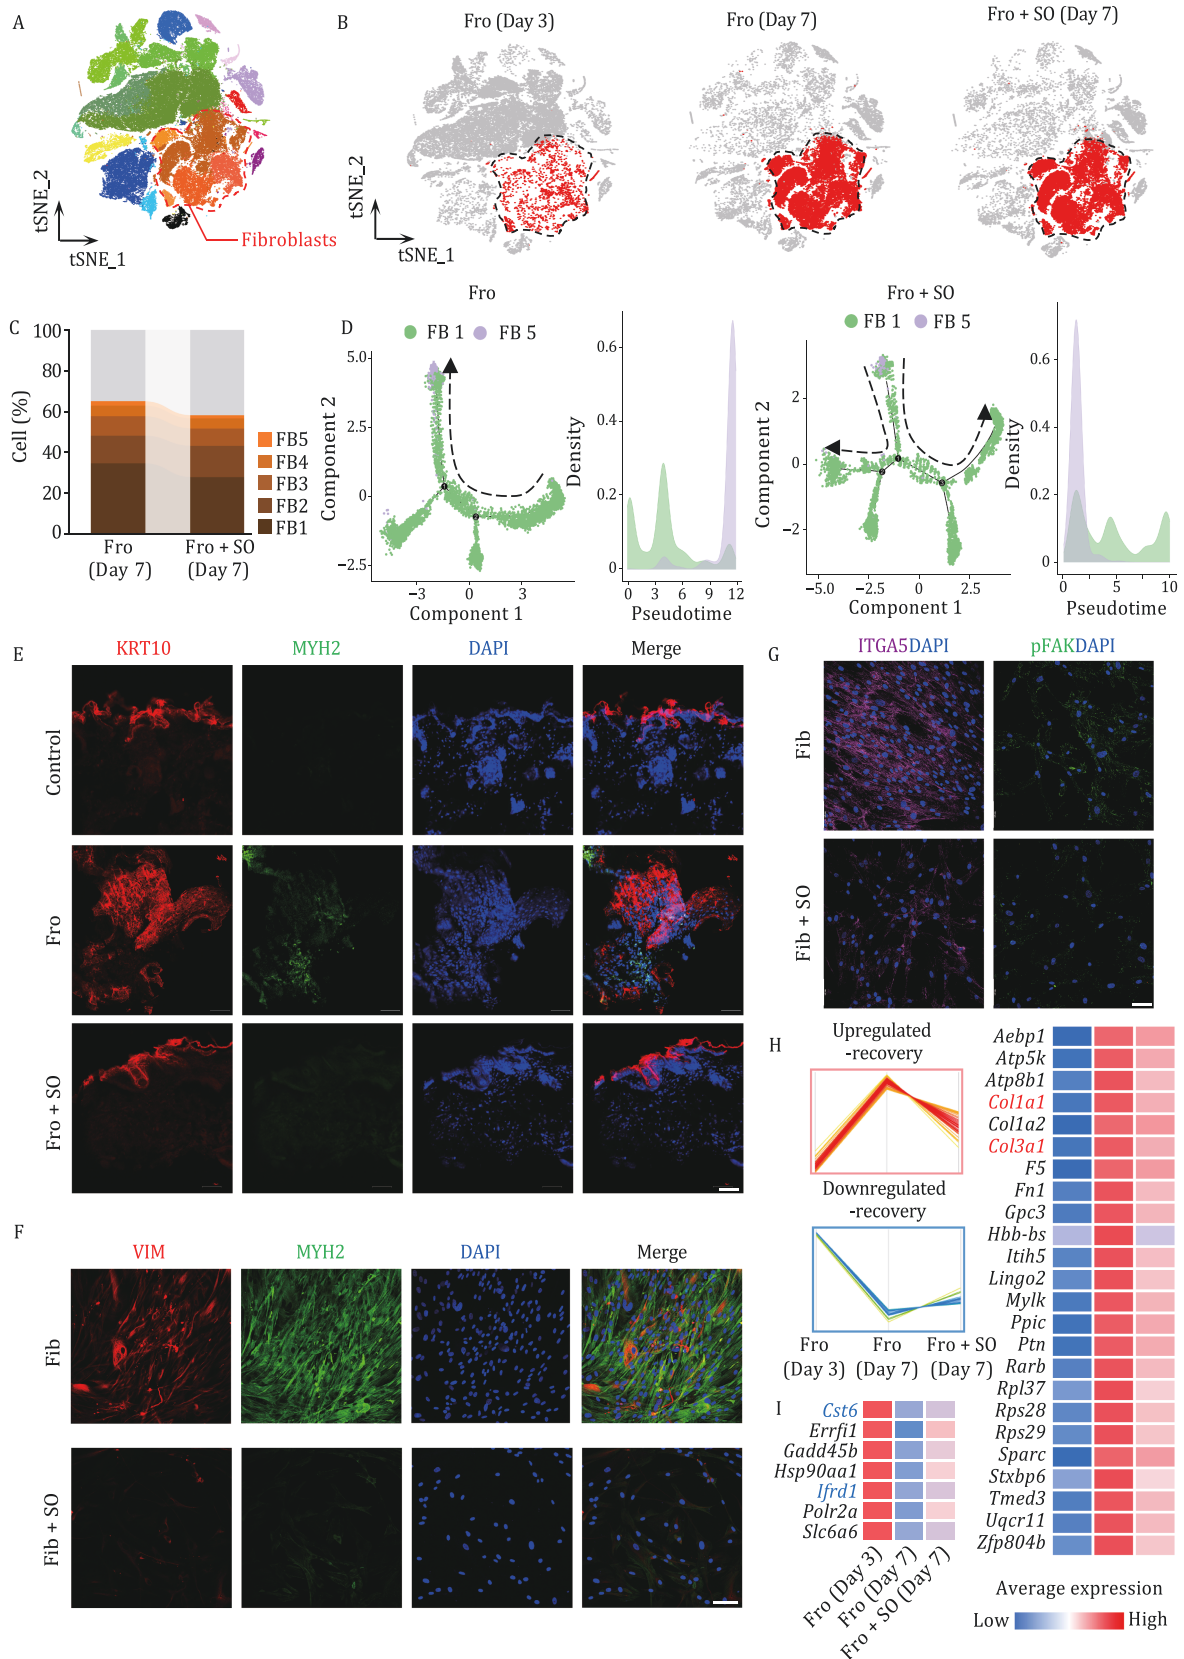 A
tSNE_2
tSNE_1
Fibroblasts
B
Fro (Day 3)
Fro (Day 7)
Fro + SO (Day 7)
tSNE_2
tSNE_1
C
100
80
60
40
20
0
Cell (%)
Fro
(Day 7)
Fro + SO
(Day 7)
FB5
FB4
FB3
FB2
FB1
D
Fro
FB 1
FB 5
5.0
2.5
0
−2.5
Component 2
−3
0
3
Component 1
Density
0.6
0.4
0.2
0
0
3
6
9
12
Pseudotime
Fro + SO
FB 1
FB 5
2
0
−2
Component 2
−5.0
−2.5
0
2.5
Component 1
Density
0.6
0.4
0.2
0
0
5
10
Pseudotime
E
KRT10
MYH2
DAPI
Merge
Control
Fro
Fro + SO
F
VIM
MYH2
DAPI
Merge
Fib
Fib + SO
G
ITGA5DAPI
pFAKDAPI
Fib
Fib + SO
H
Upregulated
-recovery
Downregulated
-recovery
Fro
(Day 3)
Fro
(Day 7)
Fro + SO
(Day 7)
Aebp1
Atp5k
Atp8b1
Col1a1
Col1a2
Col3a1
F5
Fn1
Gpc3
Hbb-bs
Itih5
Lingo2
Mylk
Ppic
Ptn
Rarb
Rpl37
Rps28
Rps29
Sparc
Stxbp6
Tmed3
Uqcr11
Zfp804b
I
Cst6
Errfi1
Gadd45b
Hsp90aa1
Ifrd1
Polr2a
Slc6a6
Fro (Day 3)
Fro (Day 7)
Fro + SO (Day 7)
Average expression
Low
High